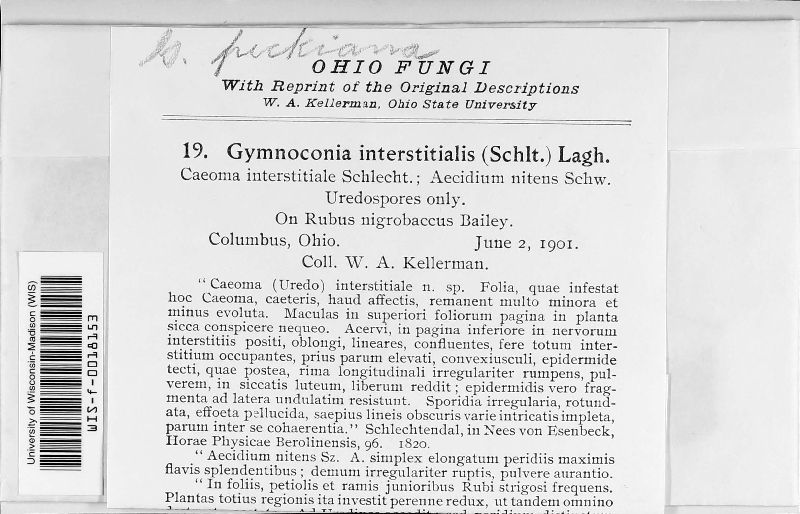 G. peckiana
OHIO FUNGI
With Reprint of the Original Descriptions
W. A. Kellerman, Ohio State University
19. Gymnoconia interstitialis (Schlt.) Lagh.
Caeoma interstitiale Schlecht.; Aecidium nitens Schw.
Uredospores only.
On Rubus nigrobaccus Bailey.
Columbus, Ohio. June 2, 1901.
Coll. W. A. Kellerman.
"Caeoma (Uredo) interstitiale n. sp. Folia, quae infestat
hoc Caeoma, caeteris, haud affectis, remanent multo minora et
minus evoluta. Maculas in superiori foliorum pagina in planta
sicca conspicere nequeo. Acervi, in pagina inferiore in nervorum
interstitiis positi, oblongi, lineares, confluentes, fere totum inter-
stitium occupantes, prius parum elevati, convexiusculi, epidermide
tecti, quae postea, rima longitudinali irregulariter rumpens, pul-
verem, in siccatis luteum, liberum reddit; epidermidis vero frag-
menta ad latera undulatim resistunt. Sporidia irregularia, rotund-
ata, effoeta pellucida, saepius lineis obscuris varie intricatis impleta,
parum inter se cohaerentia." Schlechtendal, in Nees von Esenbeck,
Horae Physicae Berolinensis, 96. 1820.
"Aecidium nitens Sz. A. simplex elongatum peridiis maximis
flavis splendentibus; demum irregulariter ruptis, pulvere aurantio.
"In foliis, petiolis et ramis junioribus Rubi strigosi frequens.
Plantas totius regionis ita investit perenne redux, ut tandem omnino
University of Wisconsin-Madison (WIS)
WIS-f-0001853